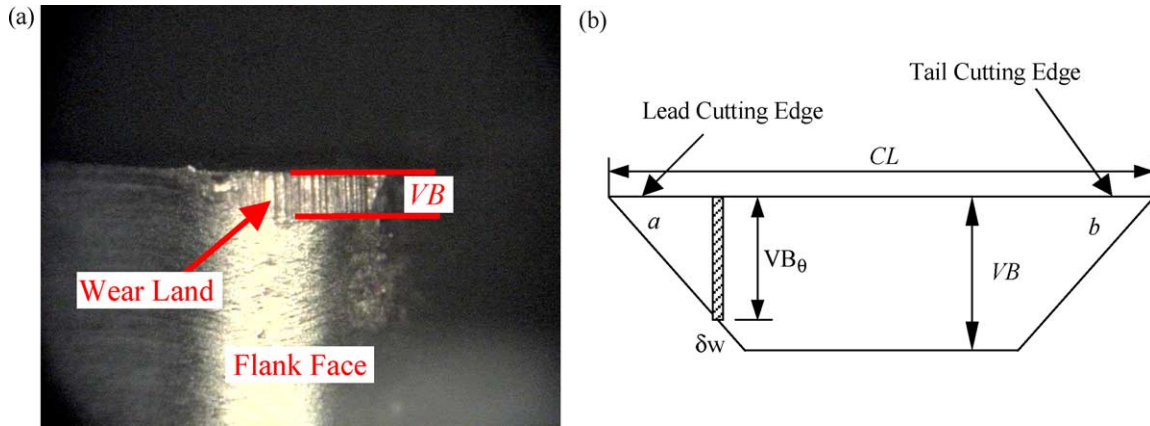 (a)
VB
Wear Land
Flank Face
(b)
Tail Cutting Edge
Lead Cutting Edge
CL
a
b
VBθ
VB
δw